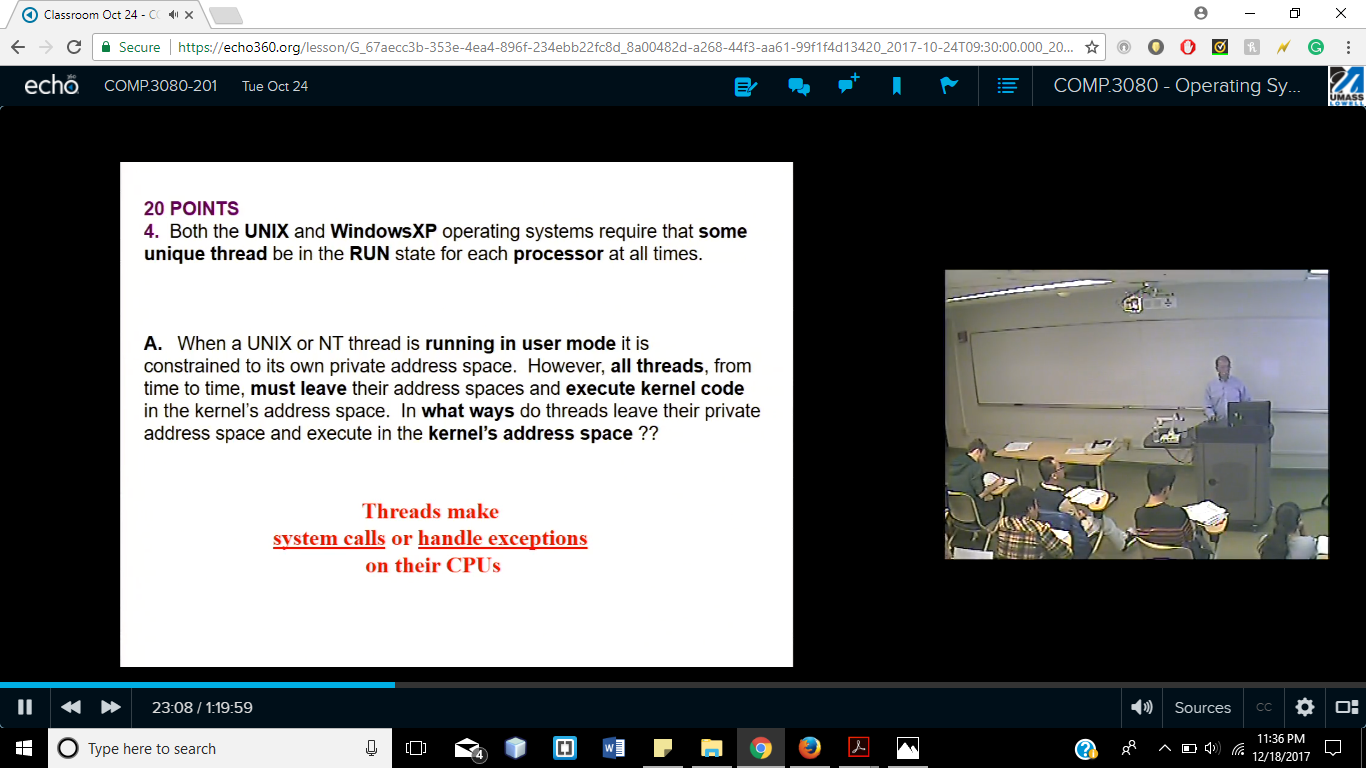 Classroom Oct 24 - C
Secure
https://echo360.org/lesson/G_67aecc3b-353e-4ea4-896f-234ebb22fc8d_8a00482d-a268-44f3-aa61-99f1f4d13420_2017-10-24T09:30:00.000_20...
echo
COMP.3080-201
Tue Oct 24
COMP.3080 - Operating Sy...
UMASS
LOWELL
20 POINTS
4. Both the UNIX and WindowsXP operating systems require that some
unique thread be in the RUN state for each processor at all times.
A. When a UNIX or NT thread is running in user mode it is
constrained to its own private address space. However, all threads, from
time to time, must leave their address spaces and execute kernel code
in the kernel's address space. In what ways do threads leave their private
address space and execute in the kernel's address space ??
Threads make
system calls or handle exceptions
on their CPUs
23:08 / 1:19:59
Sources
CC
Type here to search
4
11:36 PM
12/18/2017